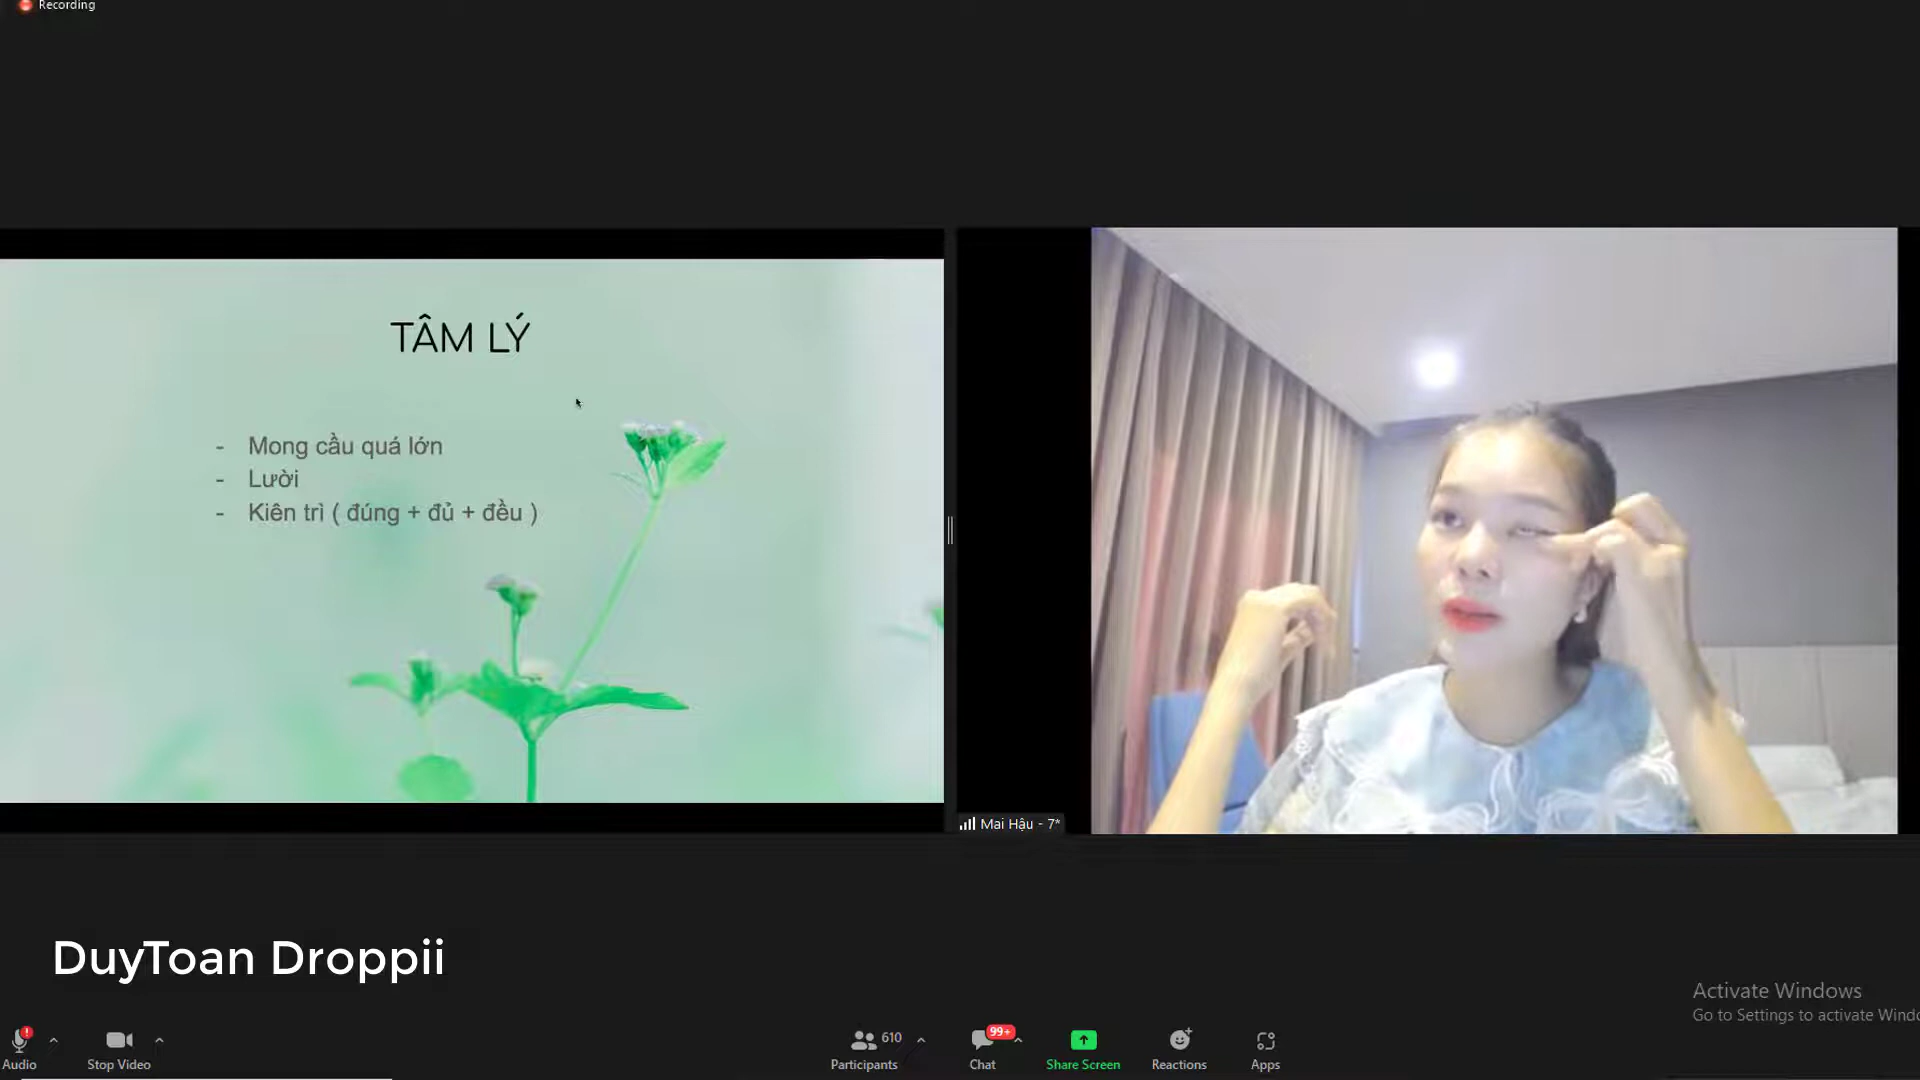 Recording
TÂM LÝ
- Mong cầu quá lớn
- Lười
- Kiên trì ( đúng + đủ + đều )
Mai Hậu - 7*
DuyToan Droppii
Activate Windows
Go to Settings to activate Windo
Audio
Stop Video
610
Participants
99+
Chat
Share Screen
Reactions
Apps